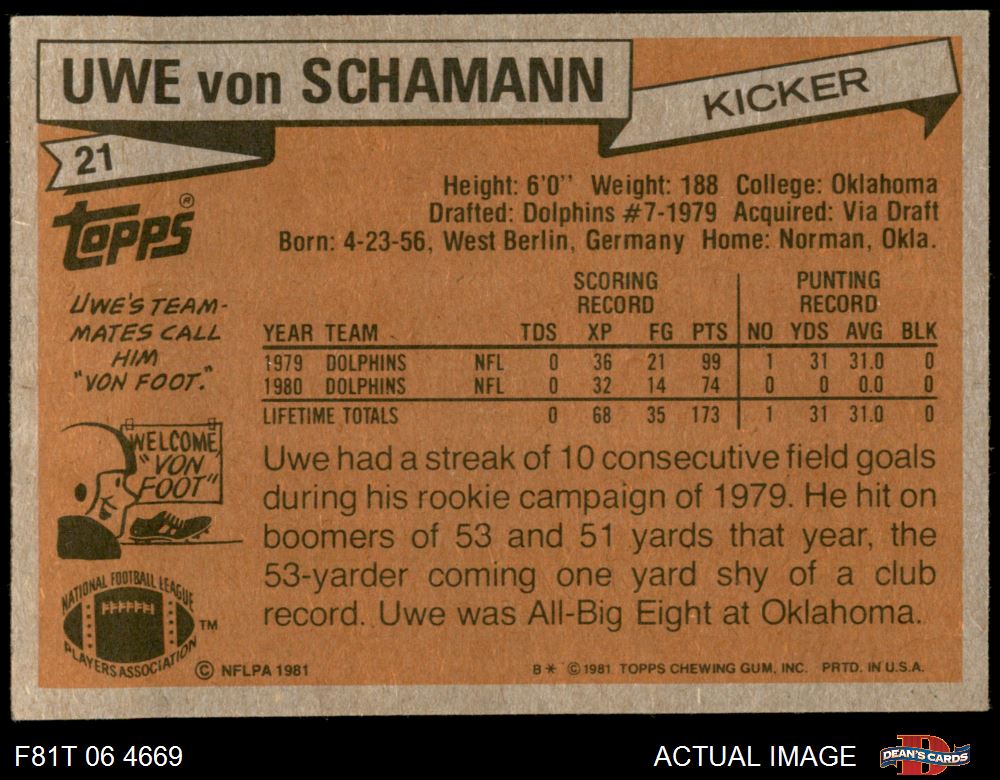 UWE von SCHAMANN
KICKER
21
TOPPS®
Height: 6'0'' Weight: 188 College: Oklahoma
Drafted: Dolphins #7-1979 Acquired: Via Draft
Born: 4-23-56, West Berlin, Germany Home: Norman, Okla.
UWE'S TEAM-
MATES CALL
HIM
"VON FOOT."
WELCOME
"VON
FOOT"
SCORING RECORD PUNTING RECORD
YEAR TEAM TDS XP FG PTS NO YDS AVG BLK
1979 DOLPHINS NFL 0 36 21 99 1 31 31.0 0
1980 DOLPHINS NFL 0 32 14 74 0 0 0.0 0
LIFETIME TOTALS 0 68 35 173 1 31 31.0 0
Uwe had a streak of 10 consecutive field goals
during his rookie campaign of 1979. He hit on
boomers of 53 and 51 yards that year, the
53-yarder coming one yard shy of a club
record. Uwe was All-Big Eight at Oklahoma.
NATIONAL FOOTBALL LEAGUE
PLAYERS ASSOCIATION
TM
© NFLPA 1981
B* © 1981 TOPPS CHEWING GUM, INC. PRTD. IN U.S.A.
F81T 06 4669
ACTUAL IMAGE
DEAN'S CARDS